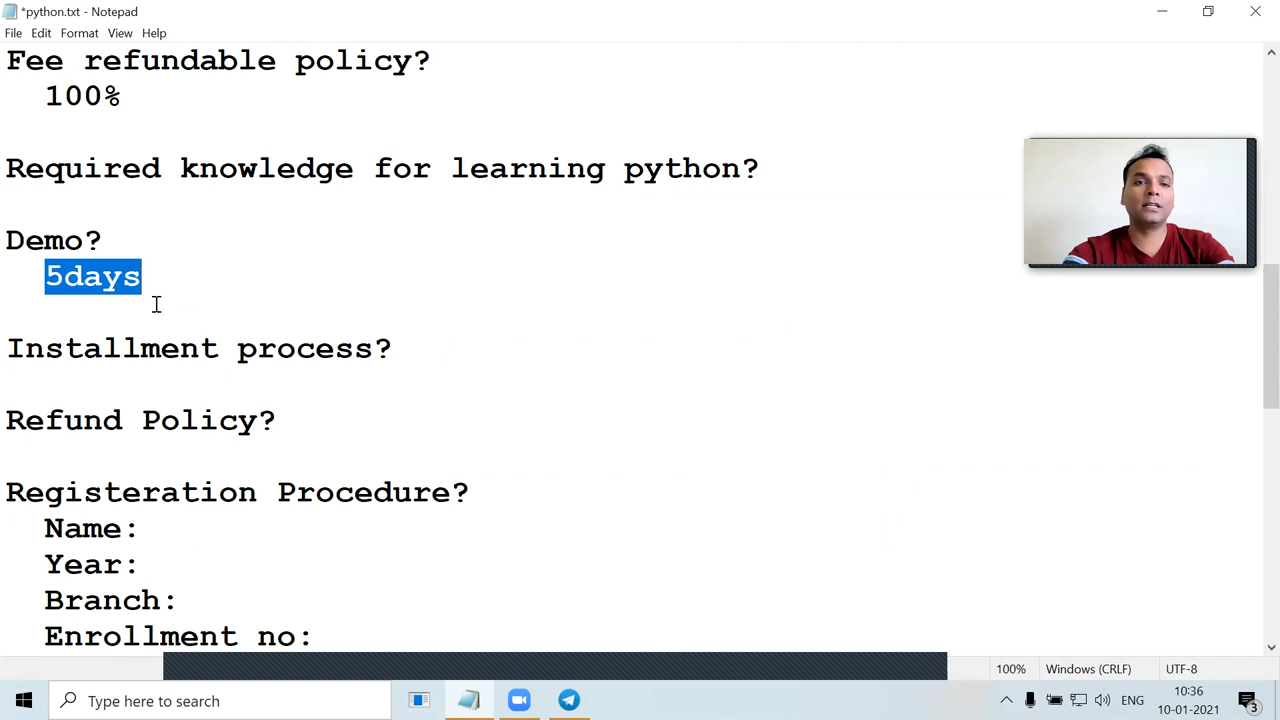 *python.txt - Notepad
File Edit Format View Help
Fee refundable policy?
100%
Required knowledge for learning python?
Demo?
5days
Installment process?
Refund Policy?
Registeration Procedure?
Name:
Year:
Branch:
Enrollment no:
100% Windows (CRLF) UTF-8
Type here to search
ENG
10:36
10-01-2021
3